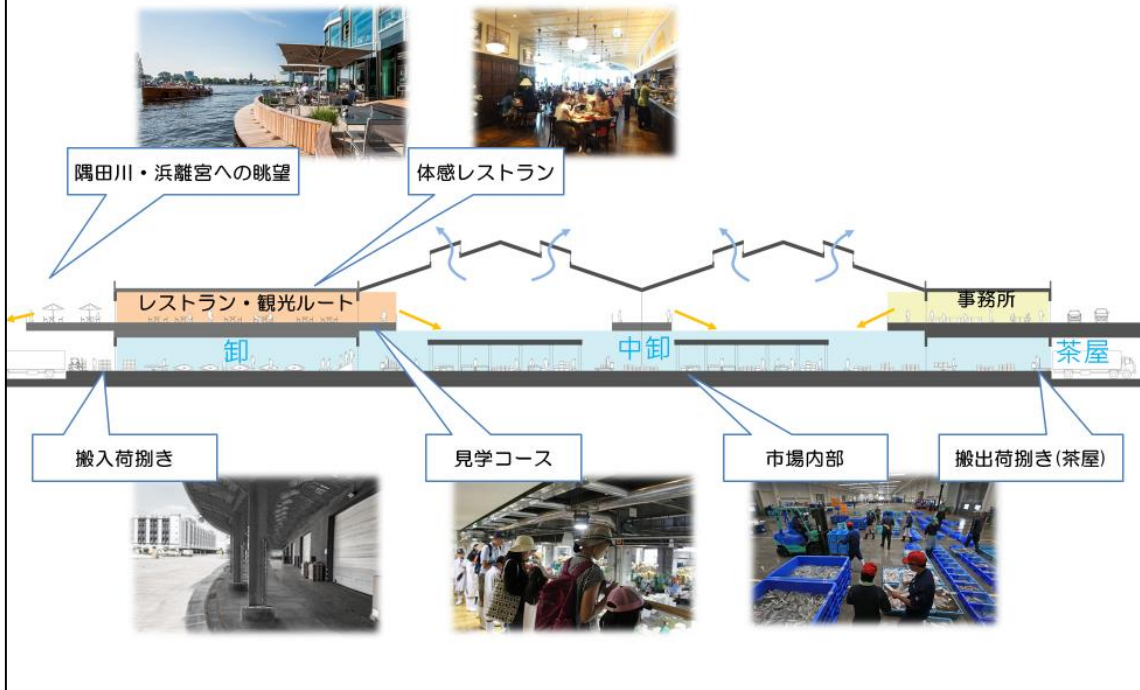 隅田川・浜離宮への眺望
体感レストラン
レストラン・観光ルート
事務所
卸
中卸
茶屋
搬入荷捌き
見学コース
市場内部
搬出荷捌き(茶屋)